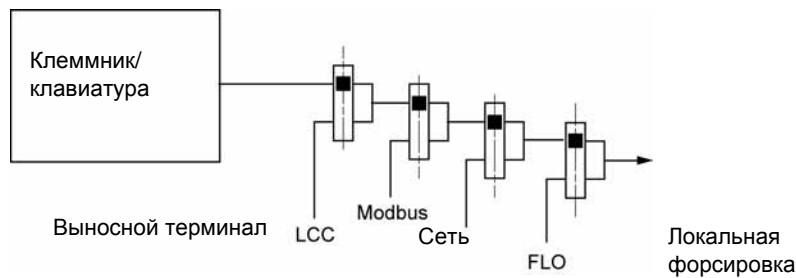 Клеммник/
клавиатура
Выносной терминал
LCC
Modbus
Сеть
FLO
Локальная
форсировка